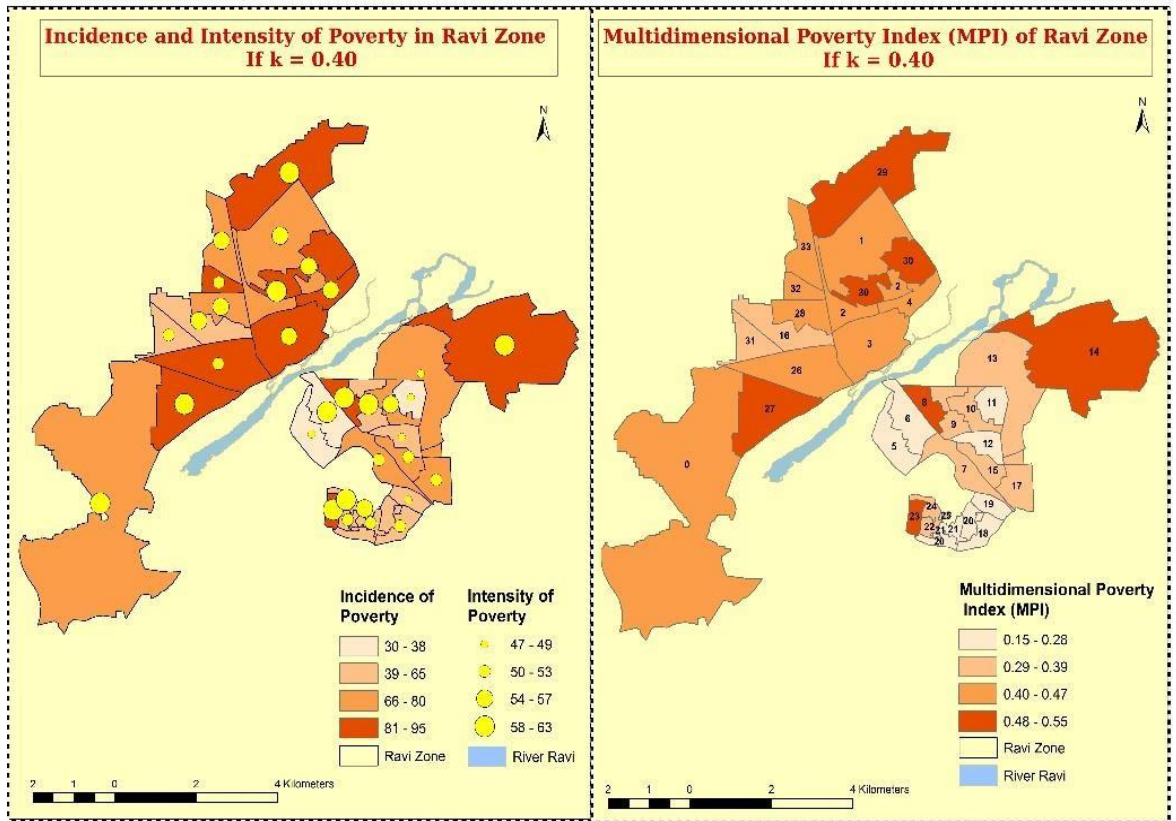 Incidence and Intensity of Poverty in Ravi Zone
If k = 0.40
N
Incidence of
Poverty
30 - 38
39 - 65
66 - 80
81 - 95
Ravi Zone
Intensity of
Poverty
47 - 49
50 - 53
54 - 57
58 - 63
River Ravi
2 1 0 2 4 Kilometers
Multidimensional Poverty Index (MPI) of Ravi Zone
If k = 0.40
N
29
33
1
30
32
30
2
4
28
2
31
16
3
13
14
26
27
8
11
6
10
9
12
5
0
7
15
17
19
24
23
25
20
22
21
21
18
20
Multidimensional Poverty
Index (MPI)
0.15 - 0.28
0.29 - 0.39
0.40 - 0.47
0.48 - 0.55
Ravi Zone
River Ravi
2 1 0 2 4 Kilometers